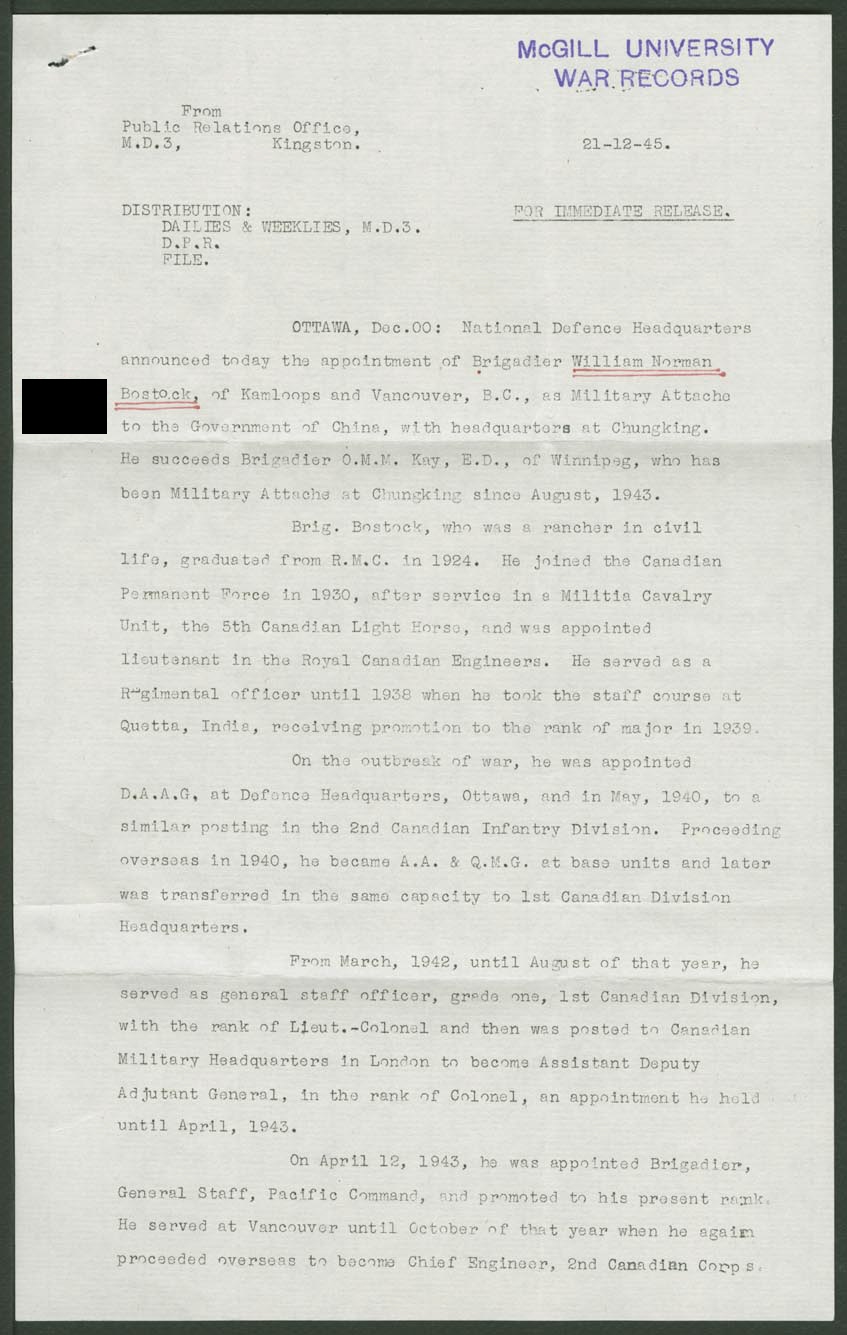 McGILL UNIVERSITY
WAR RECORDS
From
Public Relations Office,
M.D.3, Kingston.
21-12-45.
DISTRIBUTION:
DAILIES & WEEKLIES, M.D.3.
D.P.R.
FILE.
FOR IMMEDIATE RELEASE.
OTTAWA, Dec.00: National Defence Headquarters
announced today the appointment of Brigadier William Norman
Bostock, of Kamloops and Vancouver, B.C., as Military Attache
to the Government of China, with headquarters at Chungking.
He succeeds Brigadier O.M.M. Kay, E.D., of Winnipeg, who has
been Military Attache at Chungking since August, 1943.
Brig. Bostock, who was a rancher in civil
life, graduated from R.M.C. in 1924. He joined the Canadian
Permanent Force in 1930, after service in a Militia Cavalry
Unit, the 5th Canadian Light Horse, and was appointed
lieutenant in the Royal Canadian Engineers. He served as a
Regimental officer until 1938 when he took the staff course at
Quetta, India, receiving promotion to the rank of major in 1939.
On the outbreak of war, he was appointed
D.A.A.G, at Defence Headquarters, Ottawa, and in May, 1940, to a
similar posting in the 2nd Canadian Infantry Division. Proceeding
overseas in 1940, he became A.A. & Q.M.G. at base units and later
was transferred in the same capacity to 1st Canadian Division
Headquarters.
From March, 1942, until August of that year, he
served as general staff officer, grade one, 1st Canadian Division,
with the rank of Lieut.-Colonel and then was posted to Canadian
Military Headquarters in London to become Assistant Deputy
Adjutant General, in the rank of Colonel, an appointment he held
until April, 1943.
On April 12, 1943, he was appointed Brigadier,
General Staff, Pacific Command, and promoted to his present rank.
He served at Vancouver until October of that year when he again
proceeded overseas to become Chief Engineer, 2nd Canadian Corps.